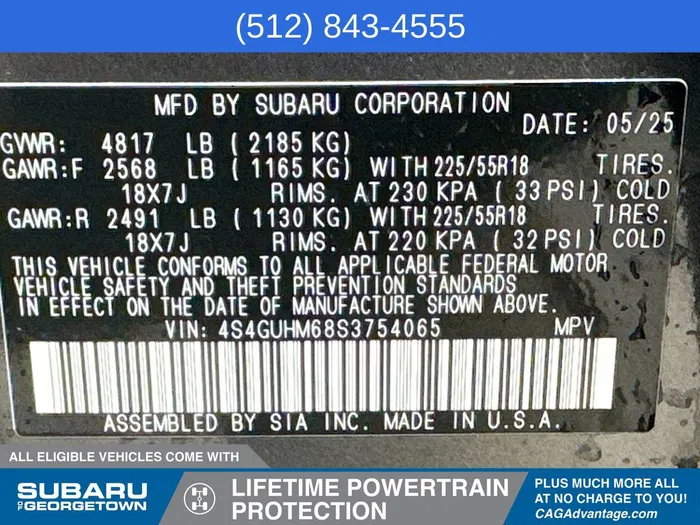 (512) 843-4555
MFD BY SUBARU CORPORATION
DATE: 05/25
GVWR: 4817 LB ( 2185 KG)
GAWR:F 2568 LB ( 1165 KG) WITH 225/55R18 TIRES.
18X7J RIMS. AT 230 KPA ( 33 PSI) COLD
GAWR:R 2491 LB ( 1130 KG) WITH 225/55R18 TIRES.
18X7J RIMS. AT 220 KPA ( 32 PSI) COLD
THIS VEHICLE CONFORMS TO ALL APPLICABLE FEDERAL MOTOR
VEHICLE SAFETY AND THEFT PREVENTION STANDARDS
IN EFFECT ON THE DATE OF MANUFACTURE SHOWN ABOVE.
VIN: 4S4GUHM68S3754065 MPV
ASSEMBLED BY SIA INC. MADE IN U.S.A.
ALL ELIGIBLE VEHICLES COME WITH
SUBARU
OF GEORGETOWN
LIFETIME POWERTRAIN
PROTECTION
PLUS MUCH MORE ALL
AT NO CHARGE TO YOU!
CAGAdvantage.com